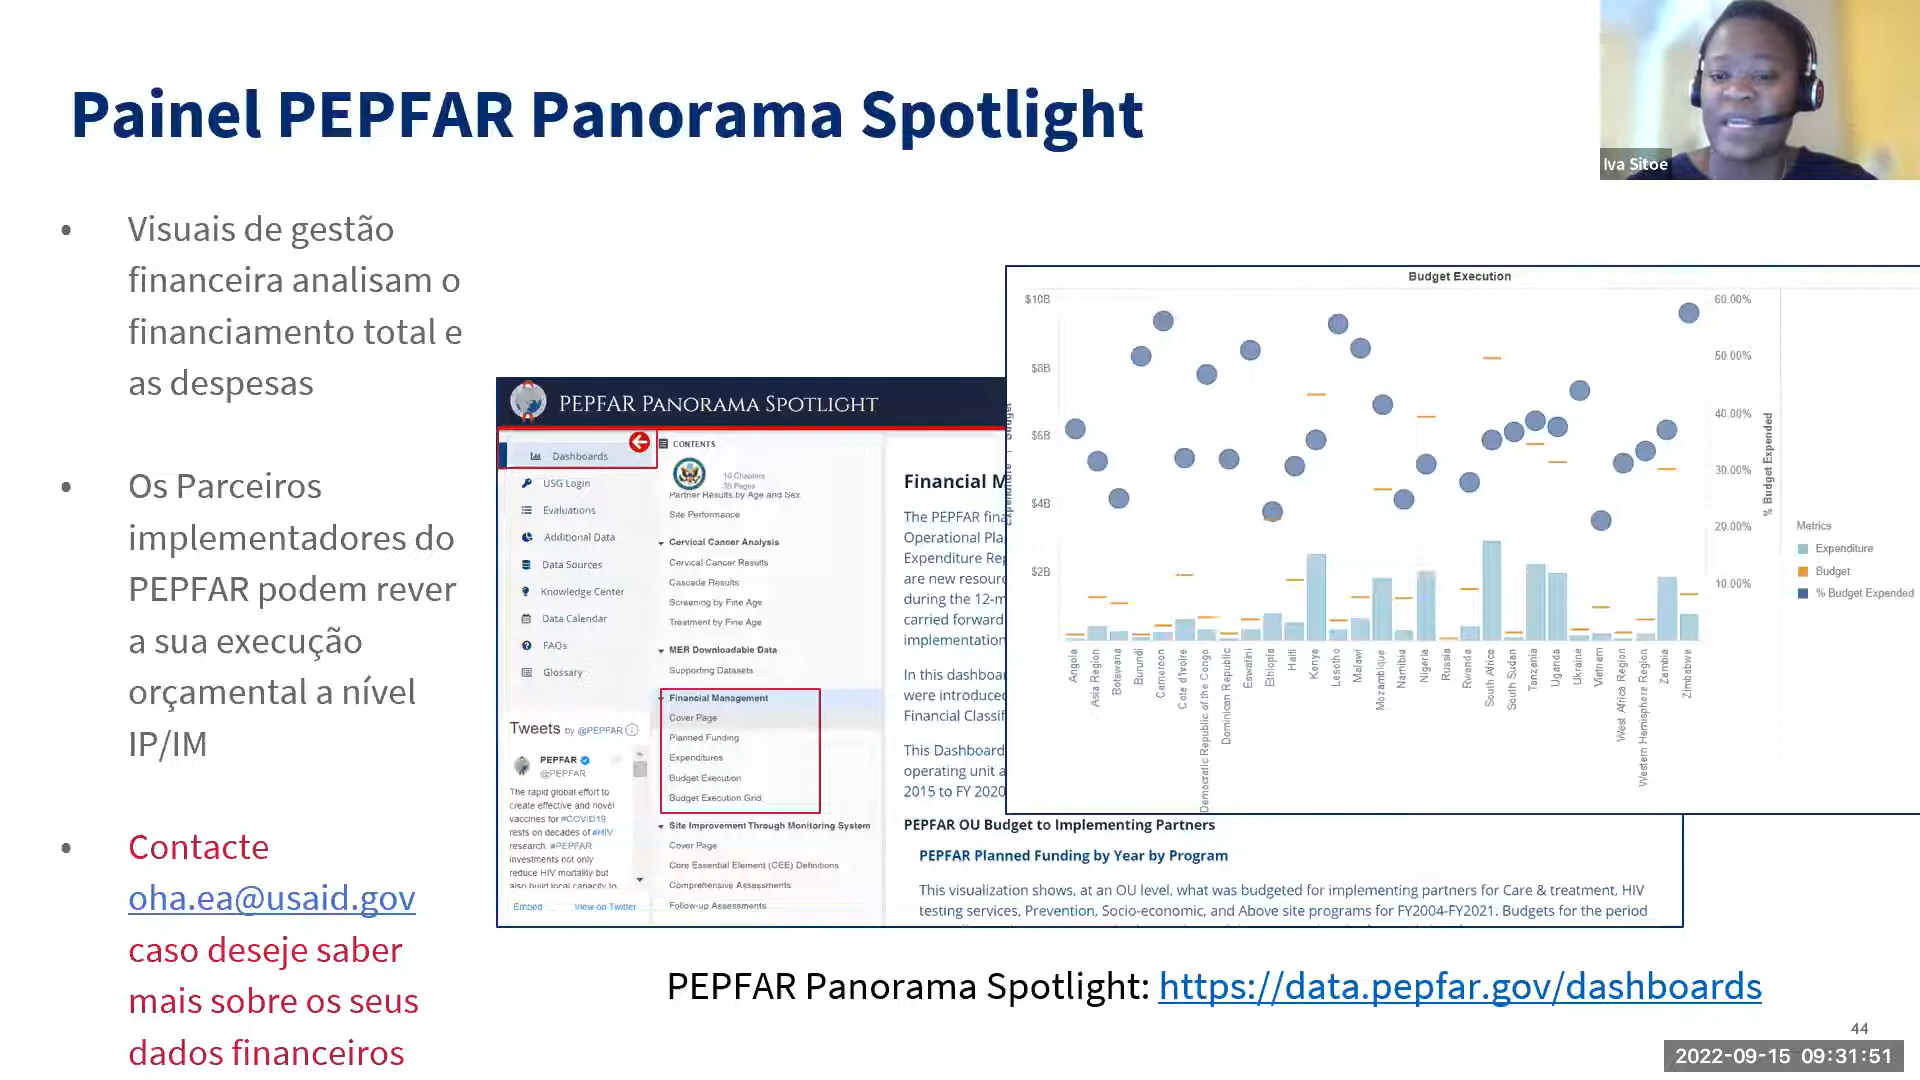 Painel PEPFAR Panorama Spotlight
Iva Sitoe
• Visuais de gestão
financeira analisam o
financiamento total e
as despesas
• Os Parceiros
implementadores do
PEPFAR podem rever
a sua execução
orçamental a nível
IP/IM
• Contacte
oha.ea@usaid.gov
caso deseje saber
mais sobre os seus
dados financeiros
PEPFAR Panorama Spotlight
Dashboards
USG Login
Evaluations
Additional Data
Data Sources
Knowledge Center
Data Calendar
FAQs
Glossary
Tweets by @PEPFAR
PEPFAR
@PEPFAR
The rapid global effort to
create effective and novel
vaccines for #COVID19
rests on decades of #HIV
research. #PEPFAR
investments not only
reduce HIV mortality but
also build local capacity to
Embed
View on Twitter
CONTENTS
10 Chapters
35 Pages
Partner Results by Age and Sex
Site Performance
Cervical Cancer Analysis
Cervical Cancer Results
Cascade Results
Screening by Fine Age
Treatment by Fine Age
MER Downloadable Data
Supporting Datasets
Financial Management
Cover Page
Planned Funding
Expenditures
Budget Execution
Budget Execution Grid
Site Improvement Through Monitoring System
Cover Page
Core Essential Element (CEE) Definitions
Comprehensive Assessments
Follow-up Assessments
Financial M
The PEPFAR fina
Operational Pla
Expenditure Rep
are new resourc
during the 12-m
carried forward
implementation
In this dashboar
were introduced
Financial Classif
This Dashboard
operating unit a
2015 to FY 2020
PEPFAR OU Budget to Implementing Partners
PEPFAR Planned Funding by Year by Program
This visualization shows, at an OU level, what was budgeted for implementing partners for Care & treatment, HIV
testing services, Prevention, Socio-economic, and Above site programs for FY2004-FY2021. Budgets for the period
Budget Execution
$10B
$8B
$6B
$4B
$2B
60.00%
50.00%
40.00%
30.00%
20.00%
10.00%
% Budget Expended
Metrics
Expenditure
Budget
% Budget Expended
Angola
Asia Region
Botswana
Burundi
Cameroon
Cote d'Ivoire
Democratic Republic of the Congo
Dominican Republic
Eswatini
Ethiopia
Haiti
Kenya
Lesotho
Malawi
Mozambique
Namibia
Nigeria
Russia
Rwanda
South Africa
South Sudan
Tanzania
Uganda
Ukraine
Vietnam
West Africa Region
Western Hemisphere Region
Zambia
Zimbabwe
PEPFAR Panorama Spotlight: https://data.pepfar.gov/dashboards
44
2022-09-15 09:31:51